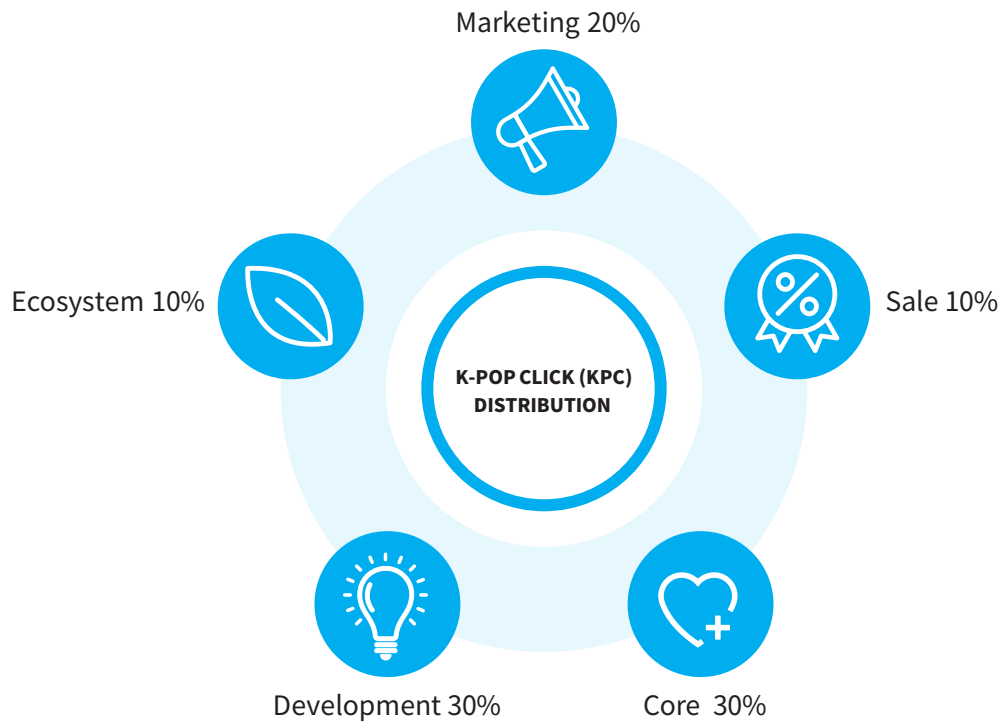 Marketing 20%
Ecosystem 10%
Sale 10%
K-POP CLICK (KPC)
DISTRIBUTION
Development 30%
Core 30%